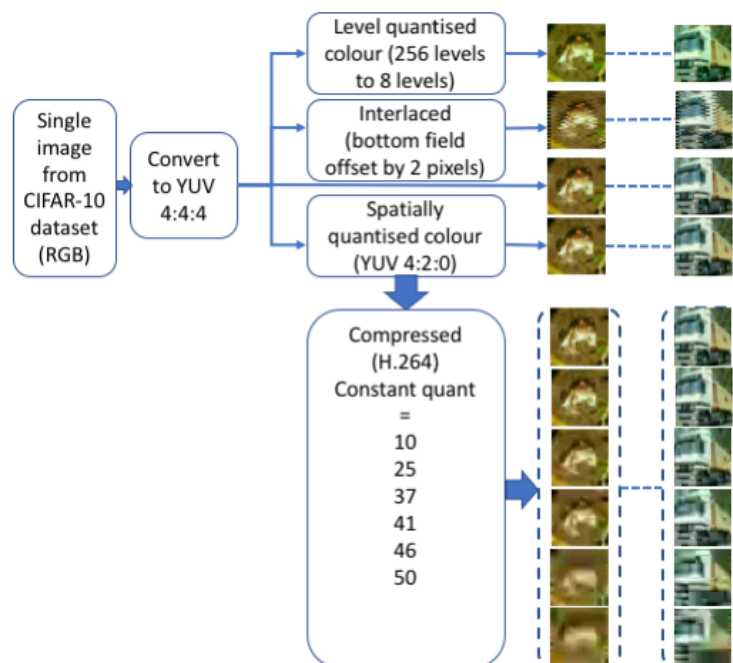 Single
image
from
CIFAR-10
dataset
(RGB)
Convert
to YUV
4:4:4
Level quantised
colour (256 levels
to 8 levels)
Interlaced
(bottom field
offset by 2 pixels)
Spatially
quantised colour
(YUV 4:2:0)
Compressed
(H.264)
Constant quant
=
10
25
37
41
46
50